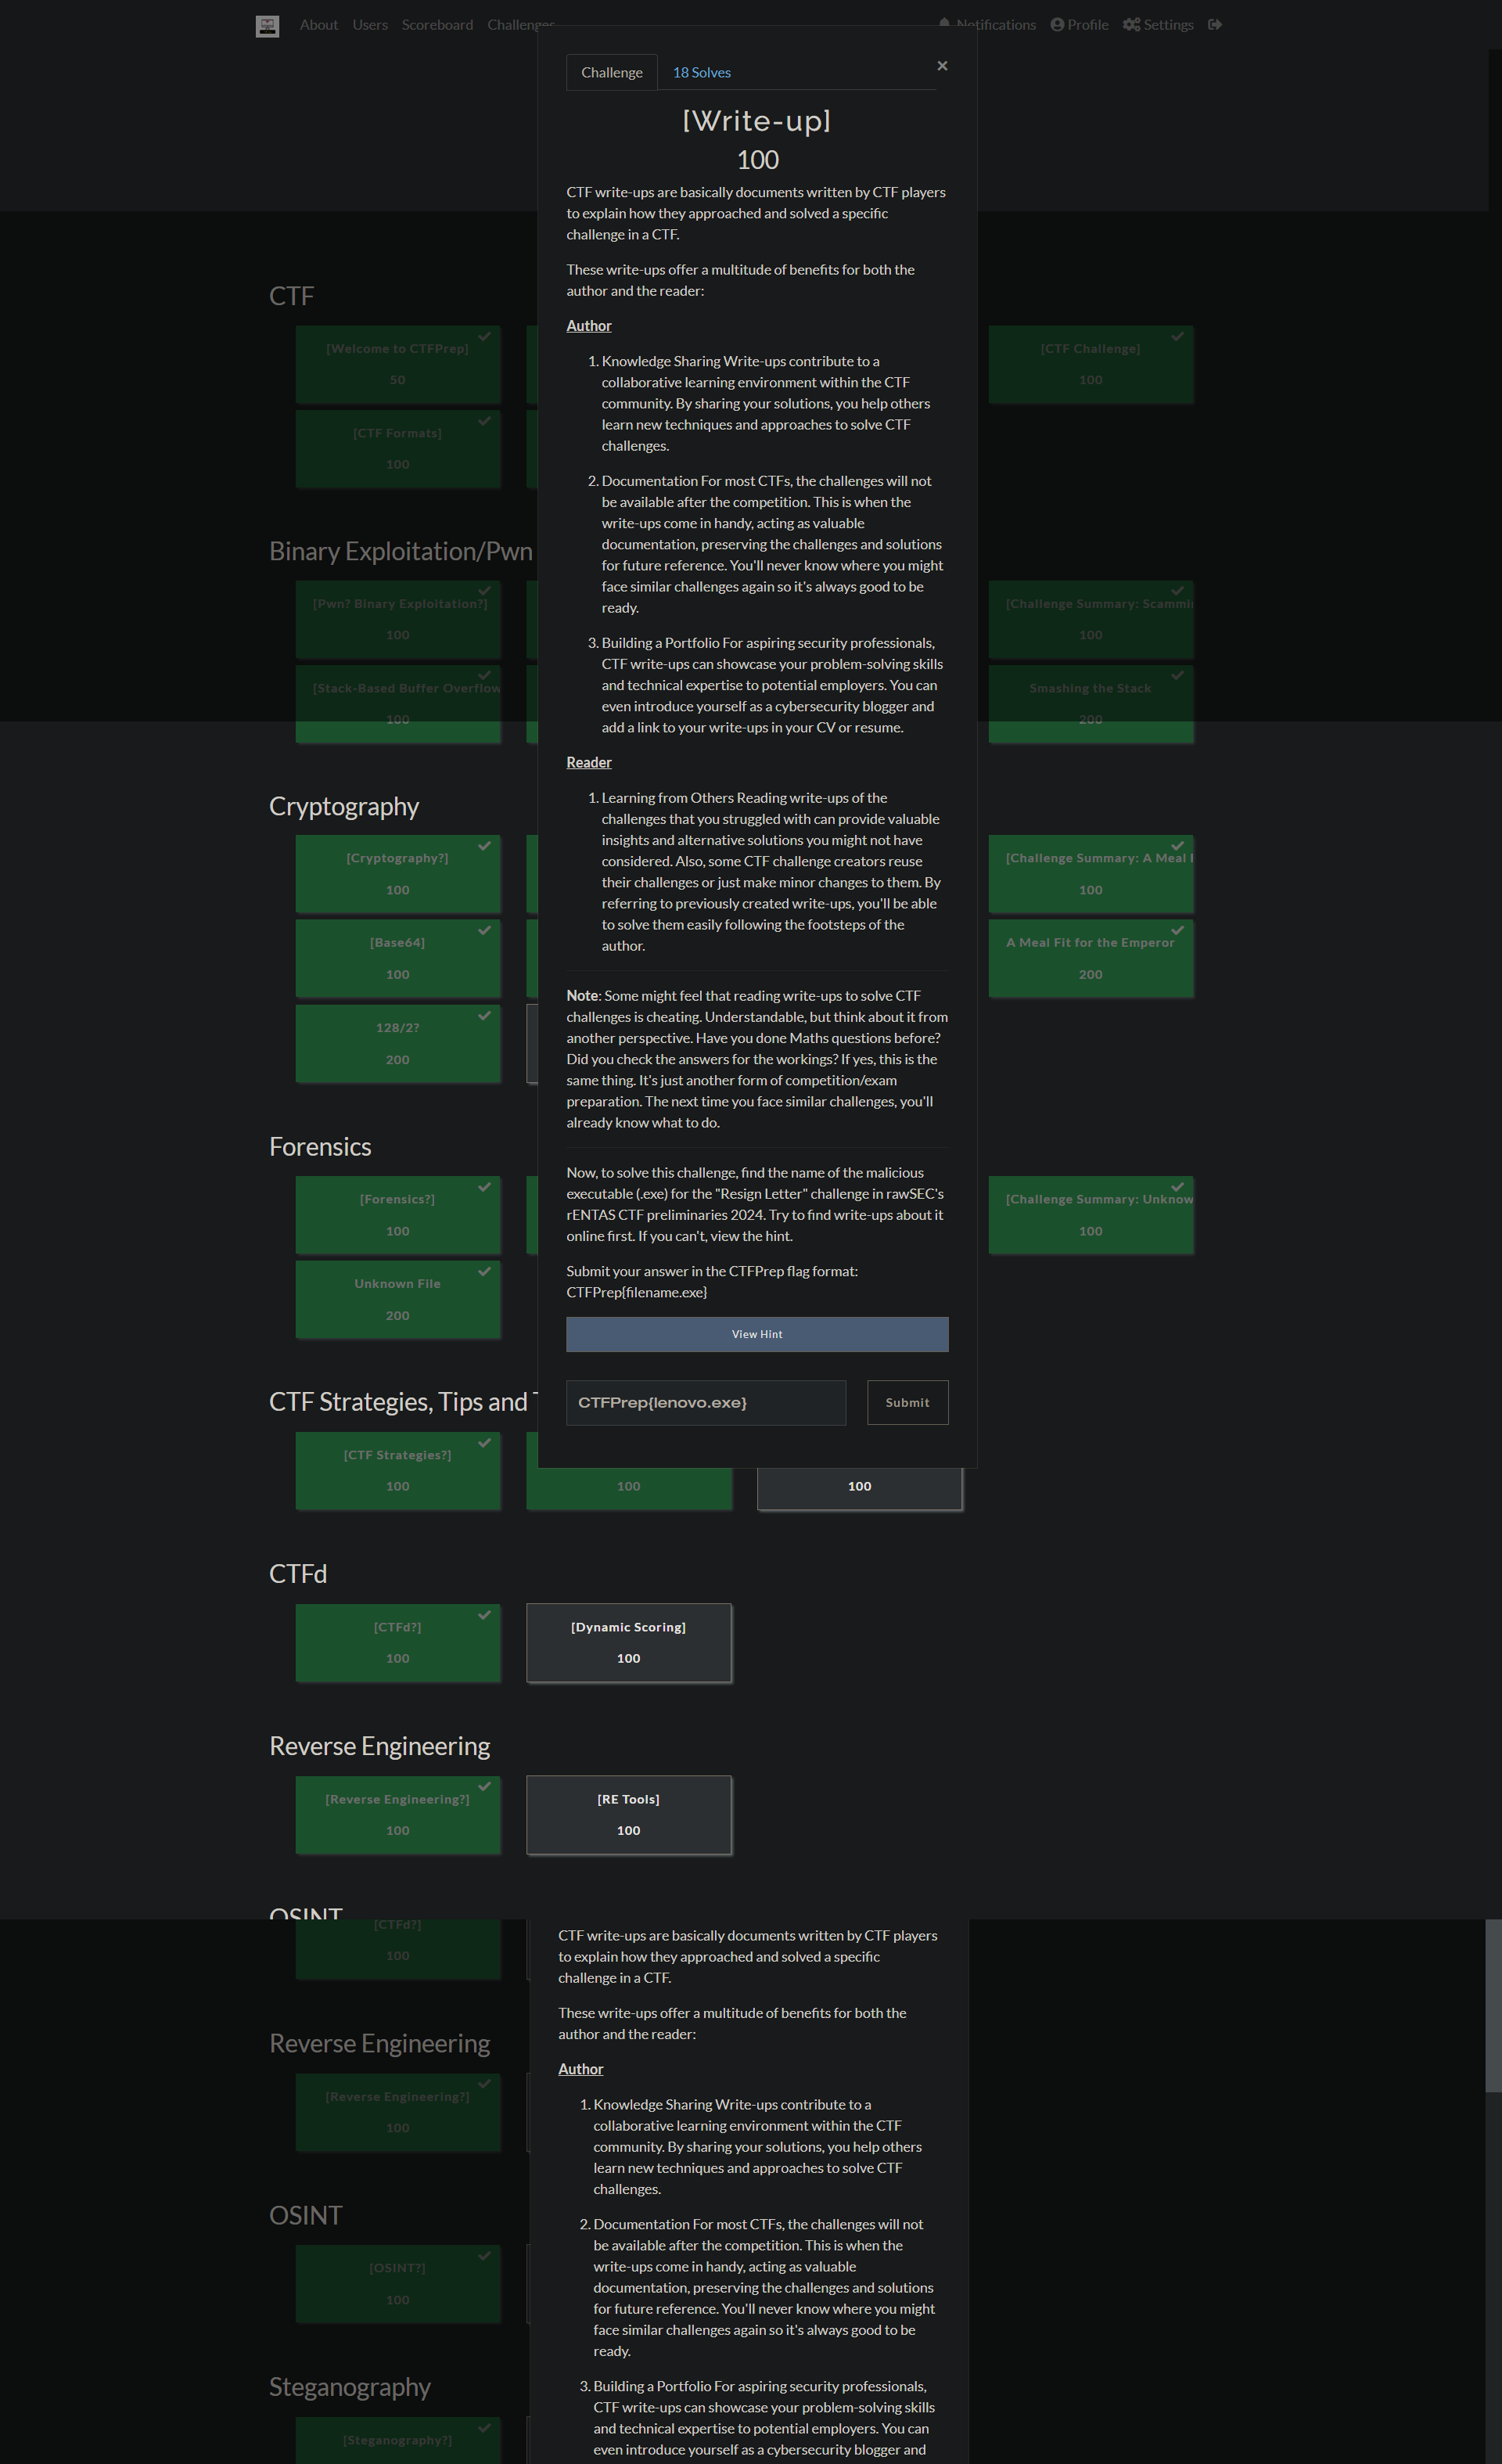 About Users Scoreboard Challenges Notifications Profile Settings
Challenge 18 Solves ×
[Write-up]
100
CTF write-ups are basically documents written by CTF players
to explain how they approached and solved a specific
challenge in a CTF.
These write-ups offer a multitude of benefits for both the
author and the reader:
Author
1. Knowledge Sharing Write-ups contribute to a
collaborative learning environment within the CTF
community. By sharing your solutions, you help others
learn new techniques and approaches to solve CTF
challenges.
2. Documentation For most CTFs, the challenges will not
be available after the competition. This is when the
write-ups come in handy, acting as valuable
documentation, preserving the challenges and solutions
for future reference. You'll never know where you might
face similar challenges again so it's always good to be
ready.
3. Building a Portfolio For aspiring security professionals,
CTF write-ups can showcase your problem-solving skills
and technical expertise to potential employers. You can
even introduce yourself as a cybersecurity blogger and
add a link to your write-ups in your CV or resume.
Reader
1. Learning from Others Reading write-ups of the
challenges that you struggled with can provide valuable
insights and alternative solutions you might not have
considered. Also, some CTF challenge creators reuse
their challenges or just make minor changes to them. By
referring to previously created write-ups, you'll be able
to solve them easily following the footsteps of the
author.
Note: Some might feel that reading write-ups to solve CTF
challenges is cheating. Understandable, but think about it from
another perspective. Have you done Maths questions before?
Did you check the answers for the workings? If yes, this is the
same thing. It's just another form of competition/exam
preparation. The next time you face similar challenges, you'll
already know what to do.
Now, to solve this challenge, find the name of the malicious
executable (.exe) for the "Resign Letter" challenge in rawSEC's
rENTAS CTF preliminaries 2024. Try to find write-ups about it
online first. If you can't, view the hint.
Submit your answer in the CTFPrep flag format:
CTFPrep{filename.exe}
View Hint
CTFPrep{lenovo.exe} Submit
CTF
[Welcome to CTFPrep]
50
[CTF Challenge]
100
[CTF Formats]
100
Binary Exploitation/Pwn
[Pwn? Binary Exploitation?]
100
[Challenge Summary: Scammi
100
[Stack-Based Buffer Overflow
100
Smashing the Stack
200
Cryptography
[Cryptography?]
100
[Challenge Summary: A Meal
100
[Base64]
100
A Meal Fit for the Emperor
200
128/2?
200
Forensics
[Forensics?]
100
[Challenge Summary: Unknow
100
Unknown File
200
CTF Strategies, Tips and
[CTF Strategies?]
100
100
100
CTFd
[CTFd?]
100
[Dynamic Scoring]
100
Reverse Engineering
[Reverse Engineering?]
100
[RE Tools]
100
OSINT
[CTFd?]
100
Reverse Engineering
[Reverse Engineering?]
100
OSINT
[OSINT?]
100
Steganography
[Steganography?]
CTF write-ups are basically documents written by CTF players
to explain how they approached and solved a specific
challenge in a CTF.
These write-ups offer a multitude of benefits for both the
author and the reader:
Author
1. Knowledge Sharing Write-ups contribute to a
collaborative learning environment within the CTF
community. By sharing your solutions, you help others
learn new techniques and approaches to solve CTF
challenges.
2. Documentation For most CTFs, the challenges will not
be available after the competition. This is when the
write-ups come in handy, acting as valuable
documentation, preserving the challenges and solutions
for future reference. You'll never know where you might
face similar challenges again so it's always good to be
ready.
3. Building a Portfolio For aspiring security professionals,
CTF write-ups can showcase your problem-solving skills
and technical expertise to potential employers. You can
even introduce yourself as a cybersecurity blogger and